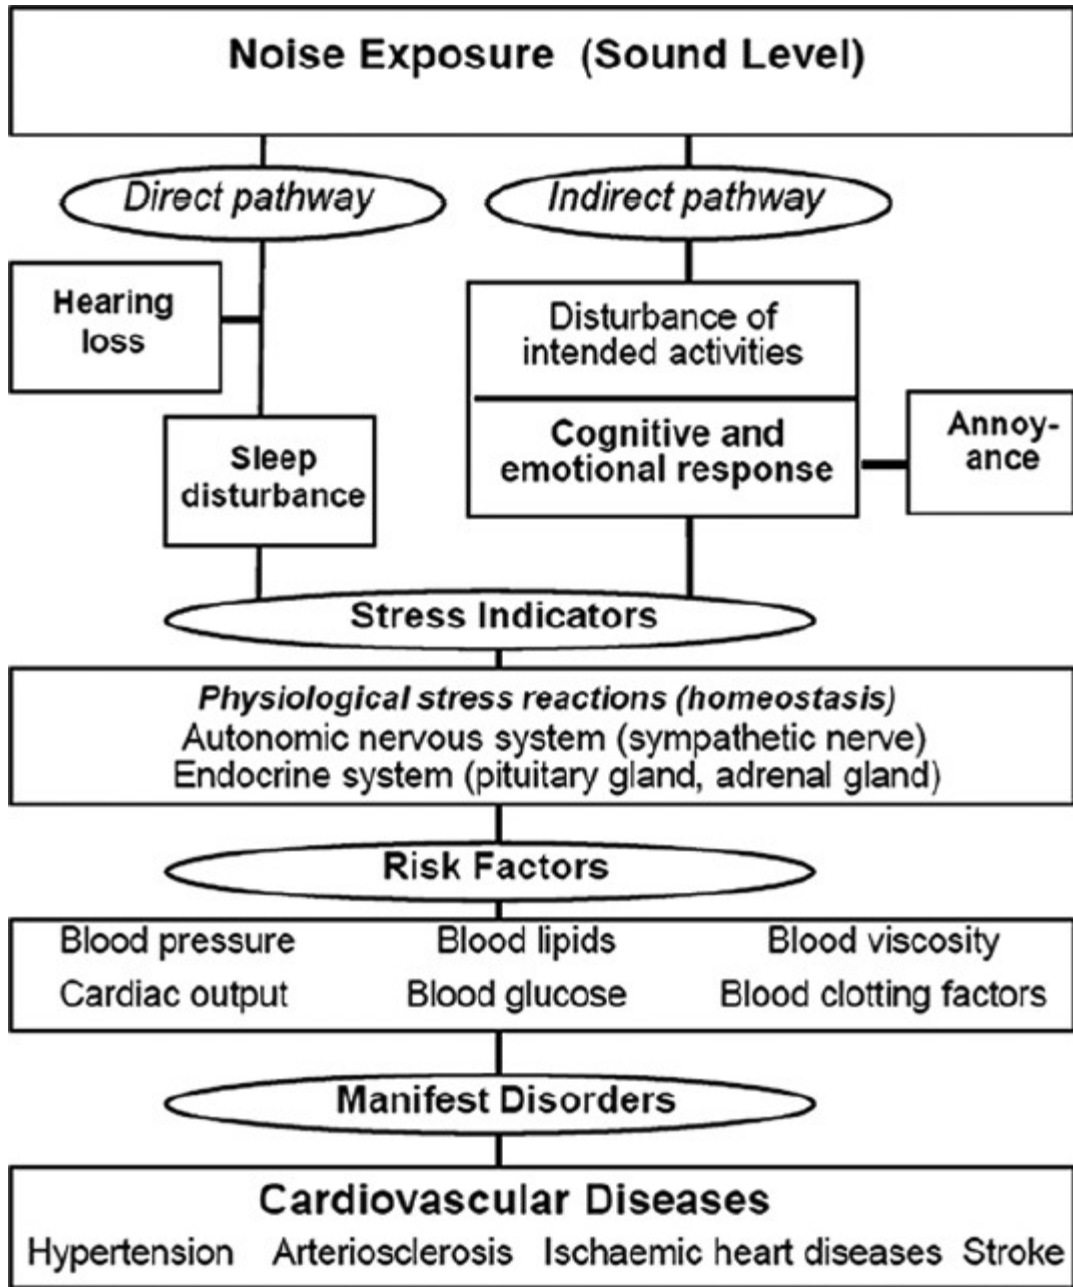 Noise Exposure (Sound Level)
Direct pathway
Indirect pathway
Hearing
loss
Disturbance of
intended activities
Sleep
disturbance
Cognitive and
emotional response
Annoy-
ance
Stress Indicators
Physiological stress reactions (homeostasis)
Autonomic nervous system (sympathetic nerve)
Endocrine system (pituitary gland, adrenal gland)
Risk Factors
Blood pressure Blood lipids Blood viscosity
Cardiac output Blood glucose Blood clotting factors
Manifest Disorders
Cardiovascular Diseases
Hypertension Arteriosclerosis Ischaemic heart diseases Stroke